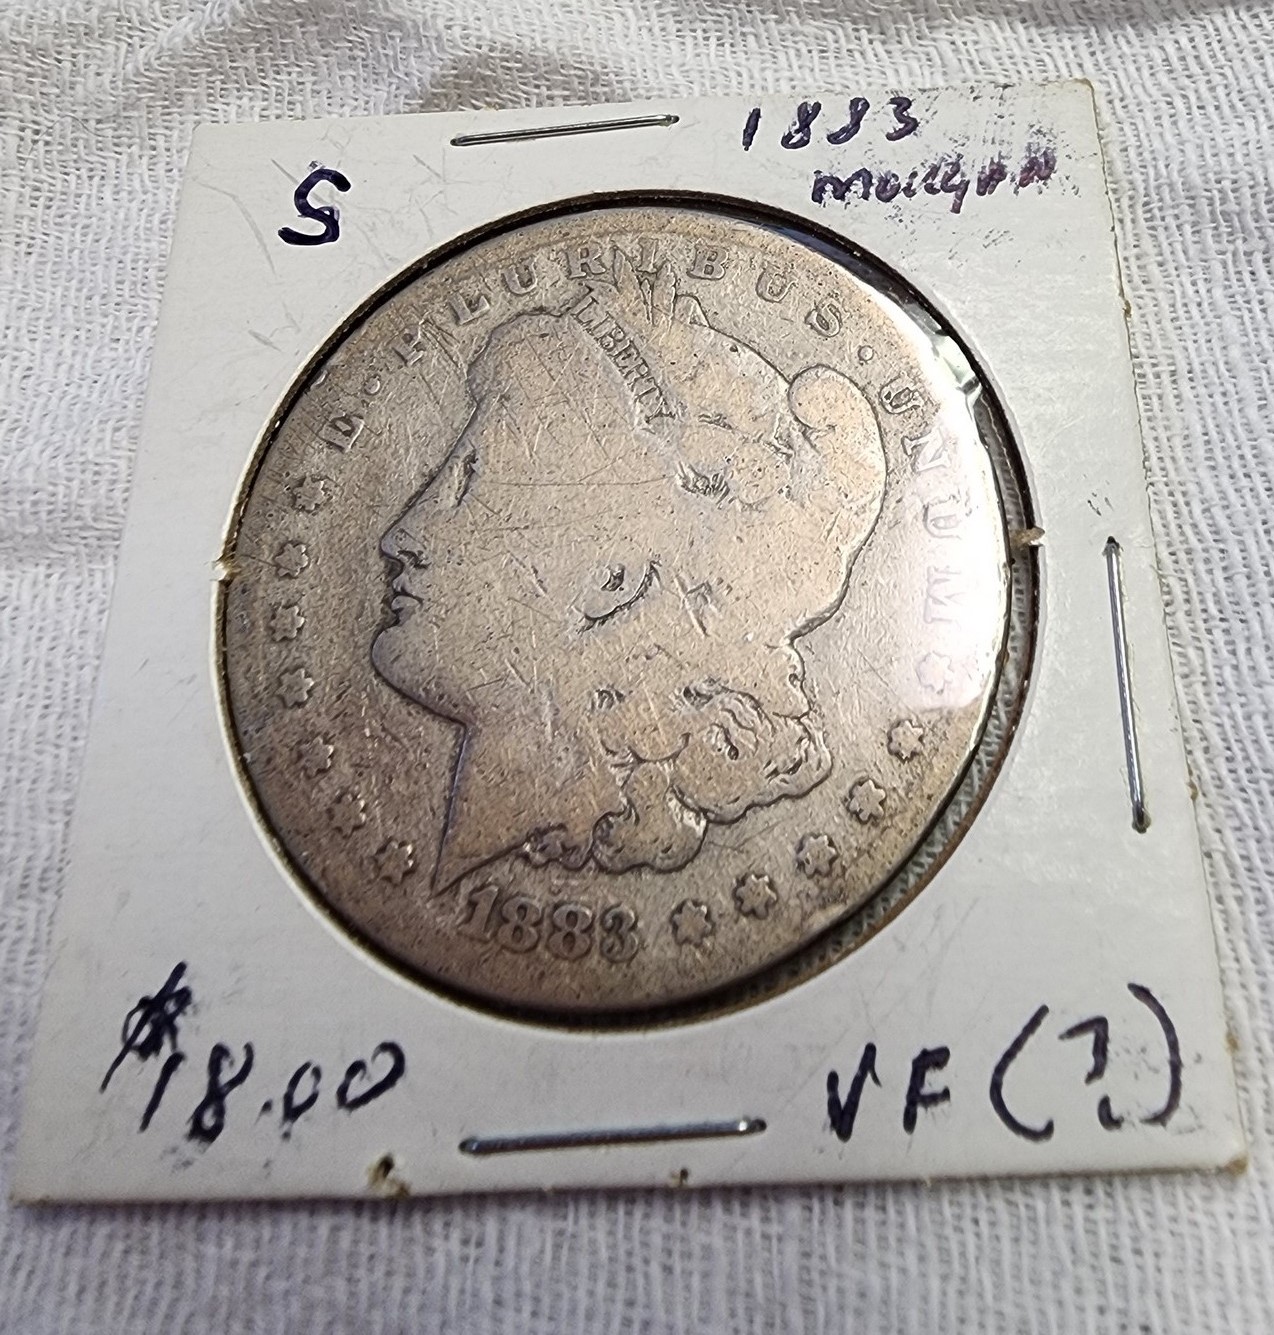 S
1883
Morgan
E · PLURIBUS · UNUM
LIBERTY
1883
$18.00
VF (?)